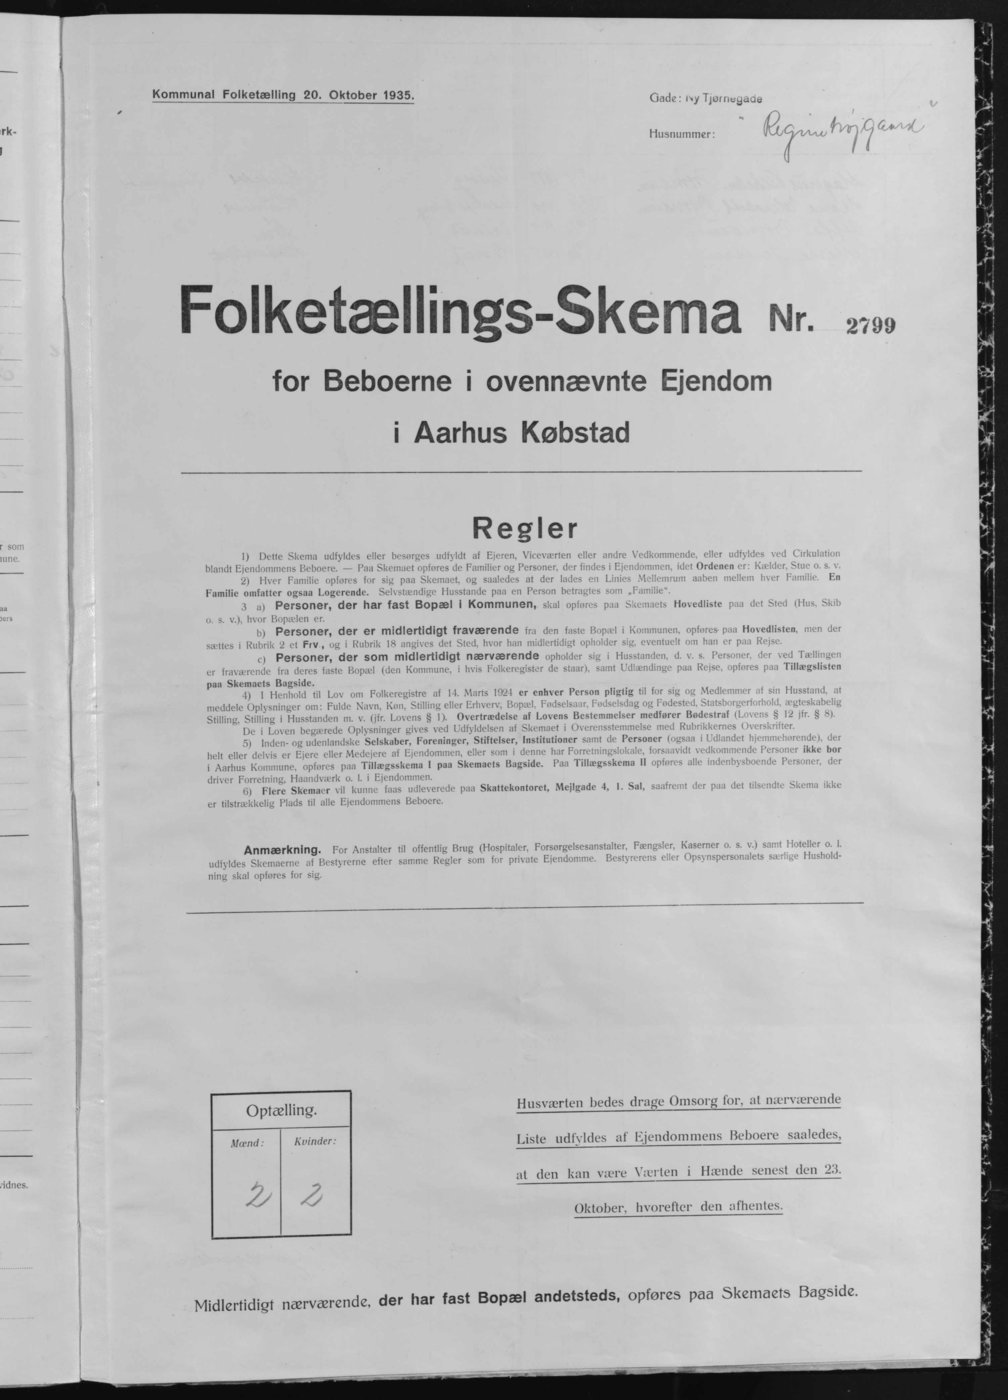 Kommunal Folketælling 20. Oktober 1935.
Gade: Ny Tjørnegade
Husnummer: "Reginehøjgaard"
Folketællings-Skema Nr. 2799
for Beboerne i ovennævnte Ejendom
i Aarhus Købstad
Regler
1) Dette Skema udfyldes eller besørges udfyldt af Ejeren, Viceværten eller andre Vedkommende, eller udfyldes ved Cirkulation
blandt Ejendommens Beboere. — Paa Skemaet opføres de Familier og Personer, der findes i Ejendommen, idet Ordenen er: Kælder, Stue o. s. v.
2) Hver Familie opføres for sig paa Skemaet, og saaledes at der lades en Linies Mellemrum aaben mellem hver Familie. En
Familie omfatter ogsaa Logerende. Selvstændige Husstande paa en Person betragtes som „Familie“.
3 a) Personer, der har fast Bopæl i Kommunen, skal opføres paa Skemaets Hovedliste paa det Sted (Hus, Skib
o. s. v.), hvor Bopælen er.
b) Personer, der er midlertidigt fraværende fra den faste Bopæl i Kommunen, opføres paa Hovedlisten, men der
sættes i Rubrik 2 et Frv., og i Rubrik 18 angives det Sted, hvor han midlertidigt opholder sig, eventuelt om han er paa Rejse.
c) Personer, der som midlertidigt nærværende opholder sig i Husstanden, d. v. s. Personer, der ved Tællingen
er fraværende fra deres faste Bopæl (den Kommune, i hvis Folkeregister de staar), samt Udlændinge paa Rejse, opføres paa Tillægslisten
paa Skemaets Bagside.
4) I Henhold til Lov om Folkeregistre af 14. Marts 1924 er enhver Person pligtig til for sig og Medlemmer af sin Husstand, at
meddele Oplysninger om: Fulde Navn, Køn, Stilling eller Erhverv, Bopæl, Fødselsaar, Fødselsdag og Fødested, Statsborgerforhold, ægteskabelig
Stilling, Stilling i Husstanden m. v. (jfr. Lovens § 1). Overtrædelse af Lovens Bestemmelser medfører Bødestraf (Lovens § 12 jfr. § 8).
De i Loven begærede Oplysninger gives ved Udfyldelsen af Skemaet i Overensstemmelse med Rubrikkernes Overskrifter.
5) Inden- og udenlandske Selskaber, Foreninger, Stiftelser, Institutioner samt de Personer (ogsaa i Udlandet hjemmehørende), der
helt eller delvis er Ejere eller Medejere af Ejendommen, eller som i denne har Forretningslokale, forsaavidt vedkommende Personer ikke bor
i Aarhus Kommune, opføres paa Tillægsskema I paa Skemaets Bagside. Paa Tillægsskema II opføres alle indenbysboende Personer, der
driver Forretning, Haandværk o. l. i Ejendommen.
6) Flere Skemaer vil kunne faas udleverede paa Skattekontoret, Mejlgade 4, 1. Sal, saafremt der paa det tilsendte Skema ikke
er tilstrækkelig Plads til alle Ejendommens Beboere.
Anmærkning. For Anstalter til offentlig Brug (Hospitaler, Forsørgelsesanstalter, Fængsler, Kaserner o. s. v.) samt Hoteller o. l.
udfyldes Skemaerne af Bestyrerne efter samme Regler som for private Ejendomme. Bestyrerens eller Opsynspersonalets særlige Hushold-
ning skal opføres for sig.
Optælling.
Mænd: Kvinder:
2 2
Husværten bedes drage Omsorg for, at nærværende
Liste udfyldes af Ejendommens Beboere saaledes,
at den kan være Værten i Hænde senest den 23.
Oktober, hvorefter den afhentes.
Midlertidigt nærværende, der har fast Bopæl andetsteds, opføres paa Skemaets Bagside.